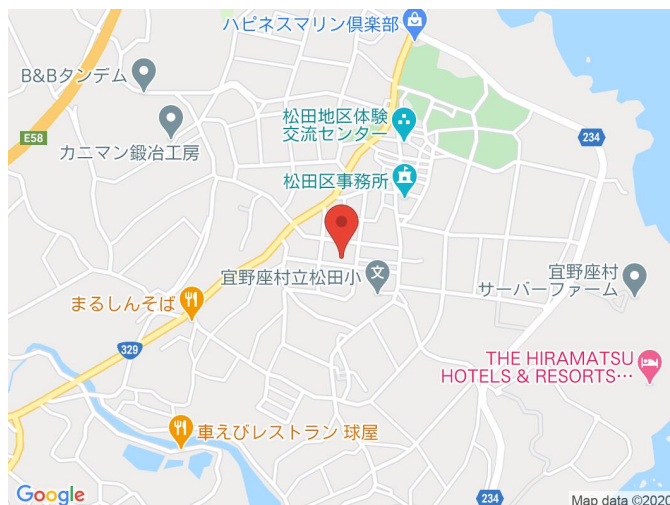 ハピネスマリン倶楽部
B&Bタンデム
松田地区体験
交流センター
234
E58
カニマン鍛冶工房
松田区事務所
宜野座村立松田小
文
宜野座村
サーバーファーム
まるしんそば
329
THE HIRAMATSU
HOTELS & RESORTS…
車えびレストラン 球屋
Google
234
Map data ©2020